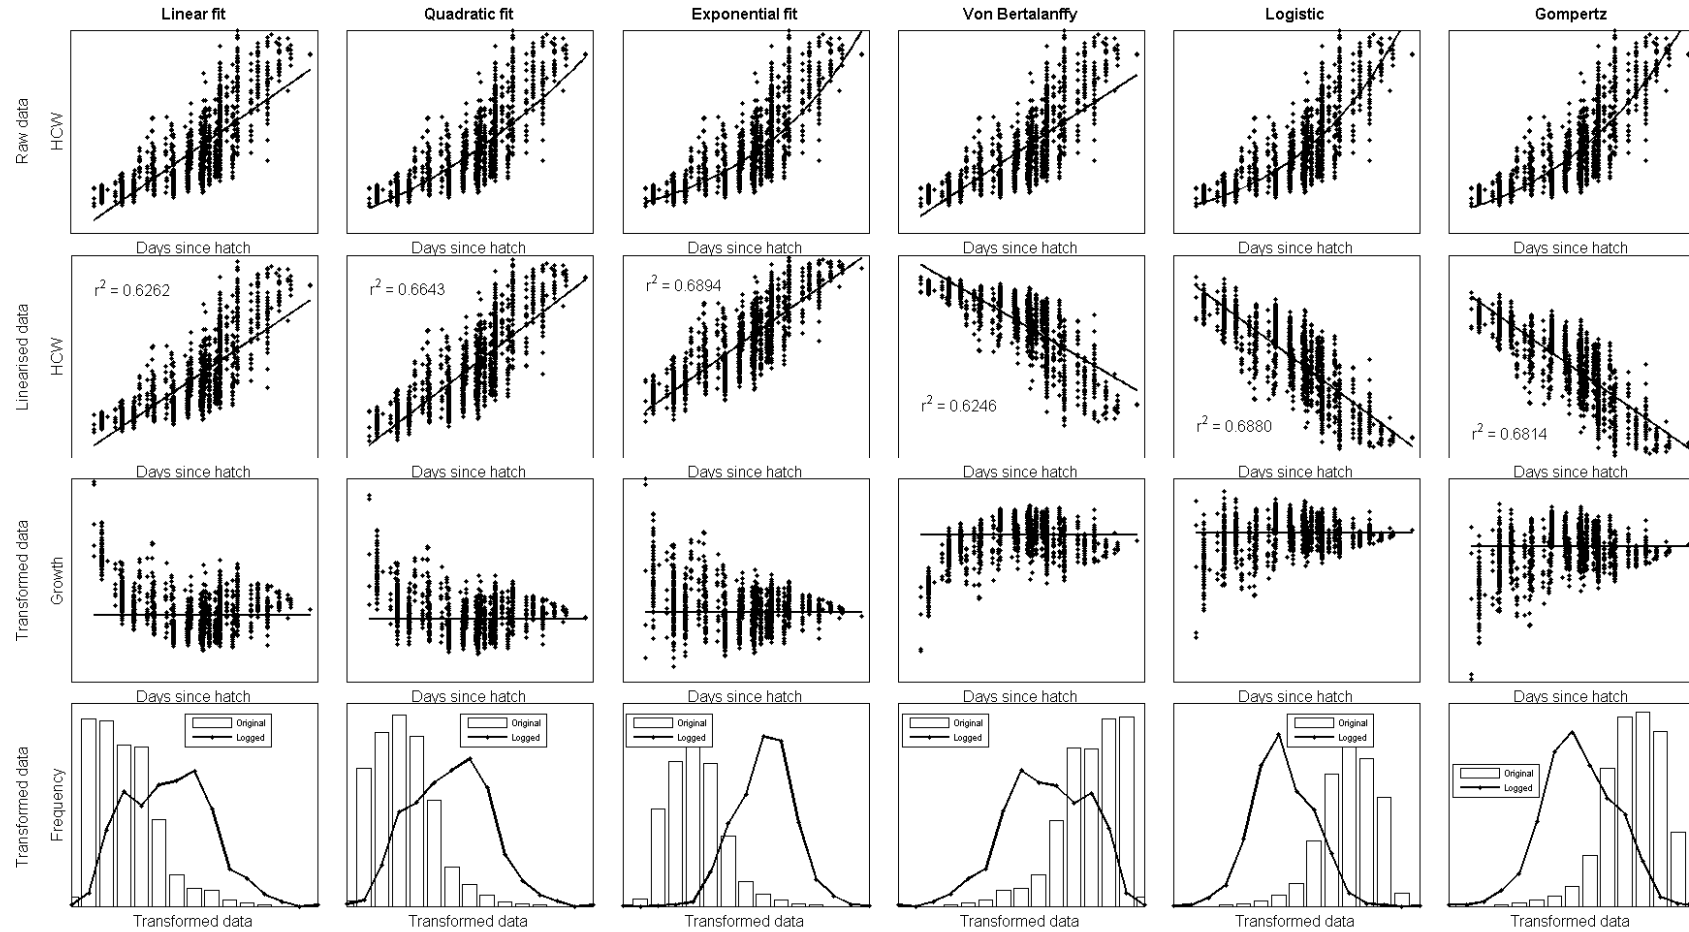 Linear fit Quadratic fit Exponential fit Von Bertalanffy Logistic Gompertz
Raw data
HCW
Days since hatch Days since hatch Days since hatch Days since hatch Days since hatch Days since hatch
Linearised data
HCW
r² = 0.6262 r² = 0.6643 r² = 0.6894 r² = 0.6246 r² = 0.6880 r² = 0.6814
Days since hatch Days since hatch Days since hatch Days since hatch Days since hatch Days since hatch
Transformed data
Growth
Days since hatch Days since hatch Days since hatch Days since hatch Days since hatch Days since hatch
Transformed data
Frequency
Original Original Original Original Original Original
Logged Logged Logged Logged Logged Logged
Transformed data Transformed data Transformed data Transformed data Transformed data Transformed data